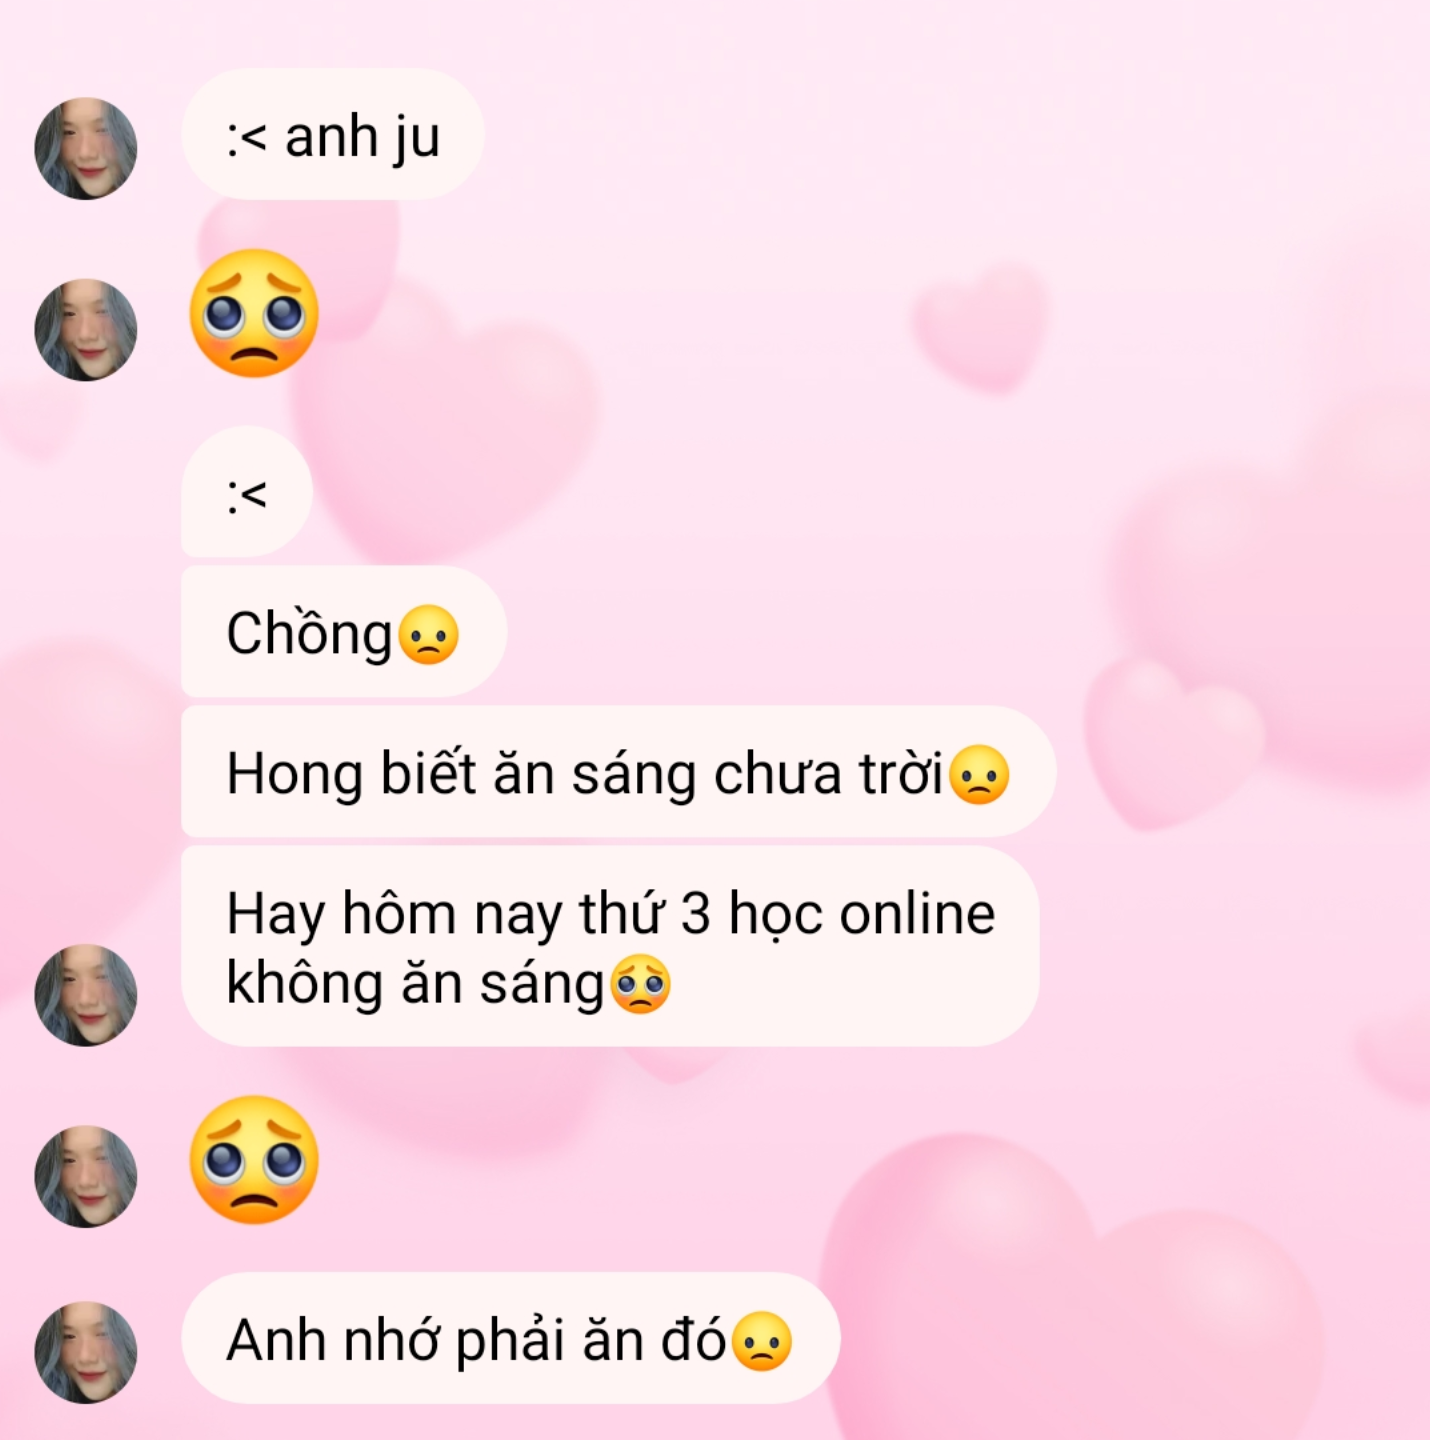 :< anh ju
🥺
:<
Chồng🙁
Hong biết ăn sáng chưa trời🙁
Hay hôm nay thứ 3 học online
không ăn sáng🥺
🥺
Anh nhớ phải ăn đó🙁